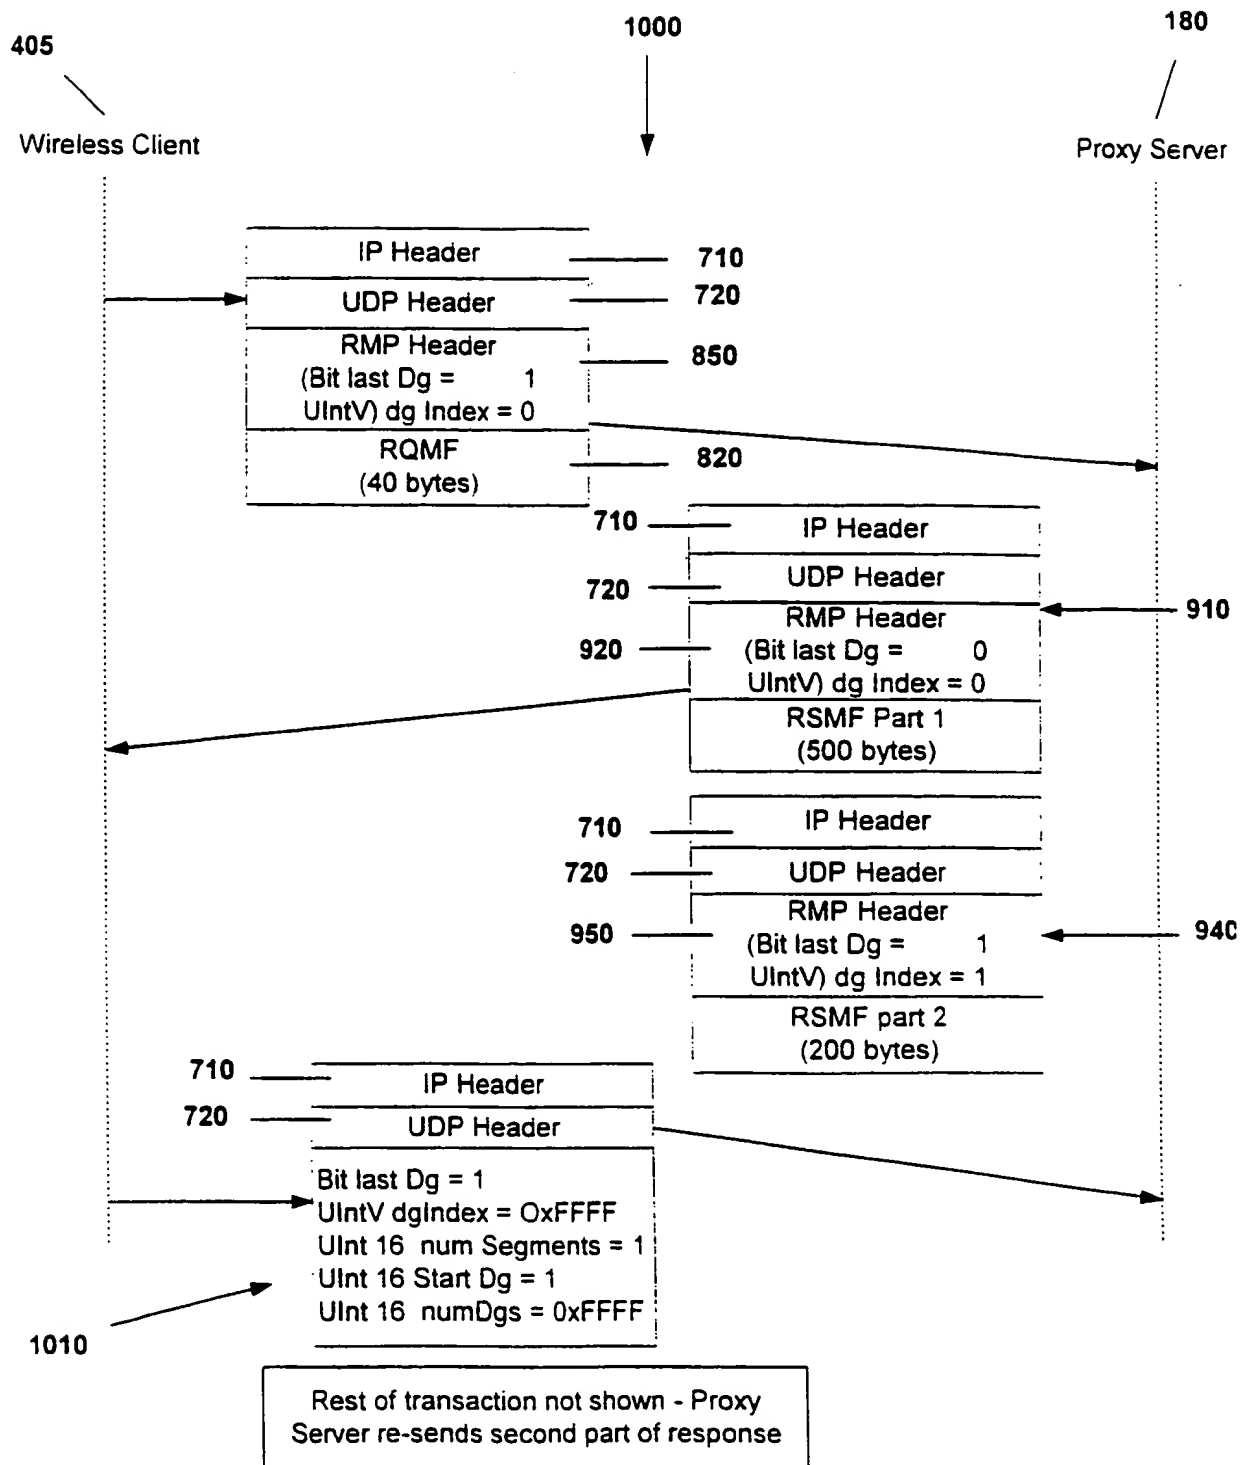 1000
180
405
Wireless Client
Proxy Server
IP Header
710
UDP Header
720
RMP Header
850
(Bit last Dg = 1
UIntV) dg Index = 0
RQMF
820
(40 bytes)
710
IP Header
UDP Header
720
910
RMP Header
920
(Bit last Dg = 0
UIntV) dg Index = 0
RSMF Part 1
(500 bytes)
710
IP Header
720
UDP Header
RMP Header
950
940
(Bit last Dg = 1
UIntV) dg Index = 1
RSMF part 2
(200 bytes)
710
IP Header
720
UDP Header
Bit last Dg = 1
UIntV dgIndex = OxFFFF
UInt 16 num Segments = 1
UInt 16 Start Dg = 1
UInt 16 numDgs = 0xFFFF
1010
Rest of transaction not shown - Proxy
Server re-sends second part of response